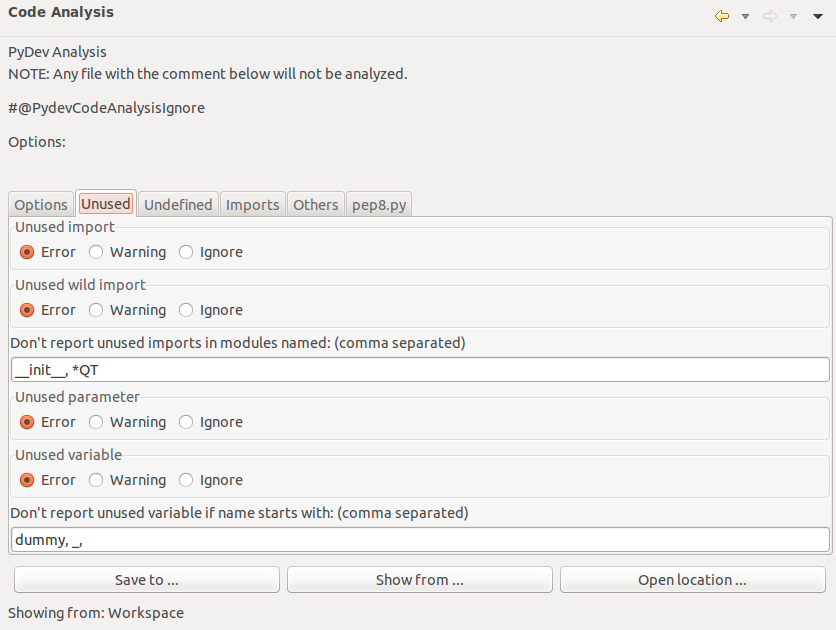 Code Analysis
PyDev Analysis
NOTE: Any file with the comment below will not be analyzed.
#@PydevCodeAnalysisIgnore
Options:
Options Unused Undefined Imports Others pep8.py
Unused import
Error Warning Ignore
Unused wild import
Error Warning Ignore
Don't report unused imports in modules named: (comma separated)
__init__, *QT
Unused parameter
Error Warning Ignore
Unused variable
Error Warning Ignore
Don't report unused variable if name starts with: (comma separated)
dummy, _,
Save to ... Show from ... Open location ...
Showing from: Workspace